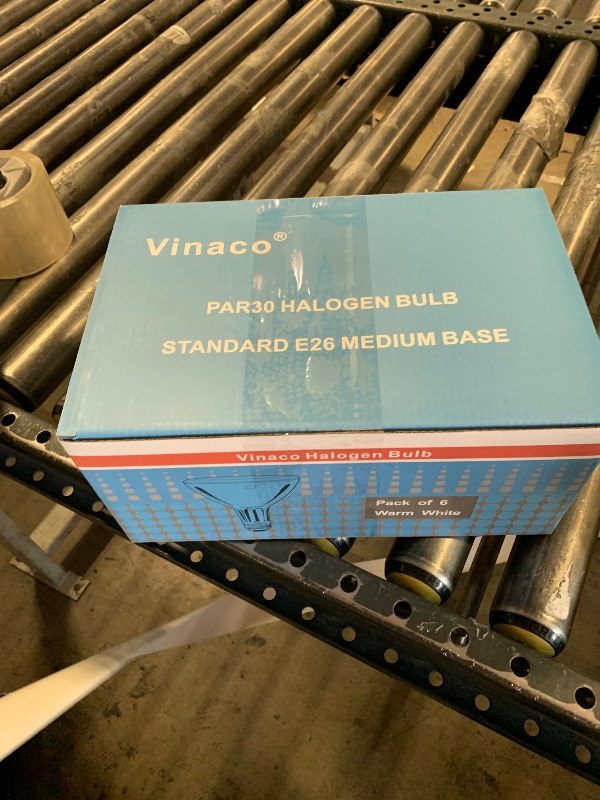 Vinaco®
PAR30 HALOGEN BULB
STANDARD E26 MEDIUM BASE
Vinaco Halogen Bulb
Pack of 6
Warm White